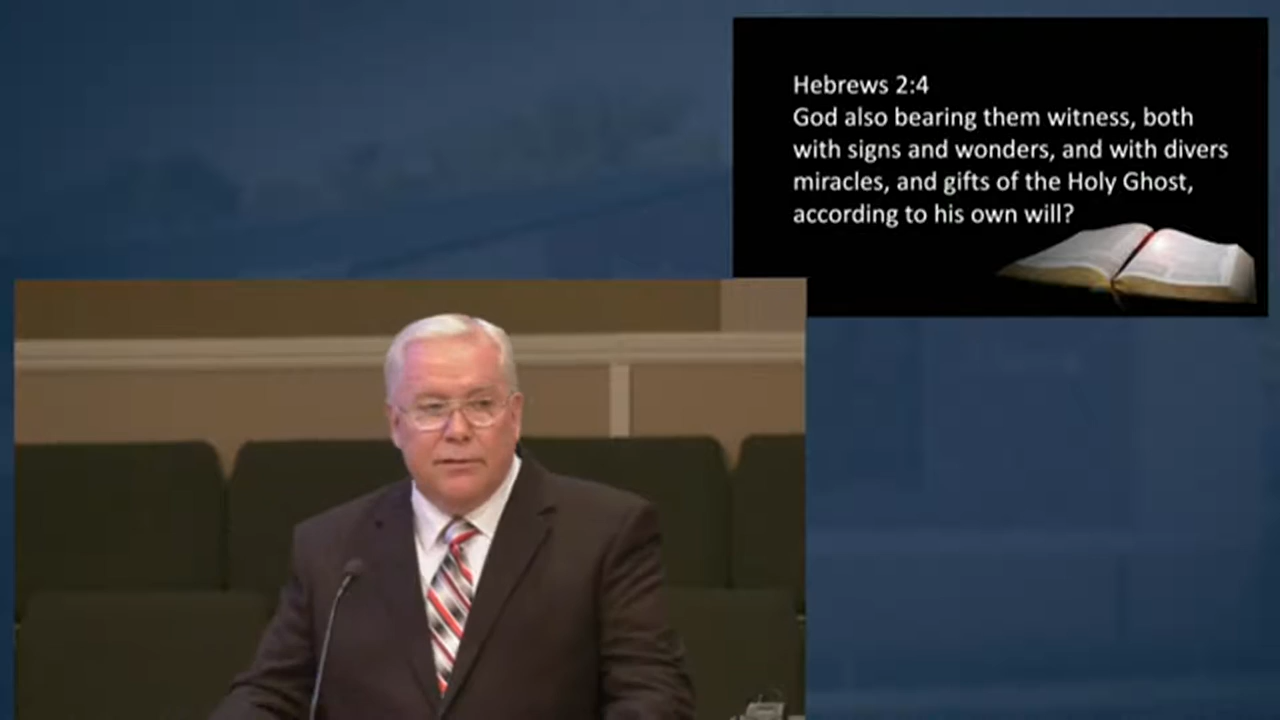 Hebrews 2:4
God also bearing them witness, both
with signs and wonders, and with divers
miracles, and gifts of the Holy Ghost,
according to his own will?